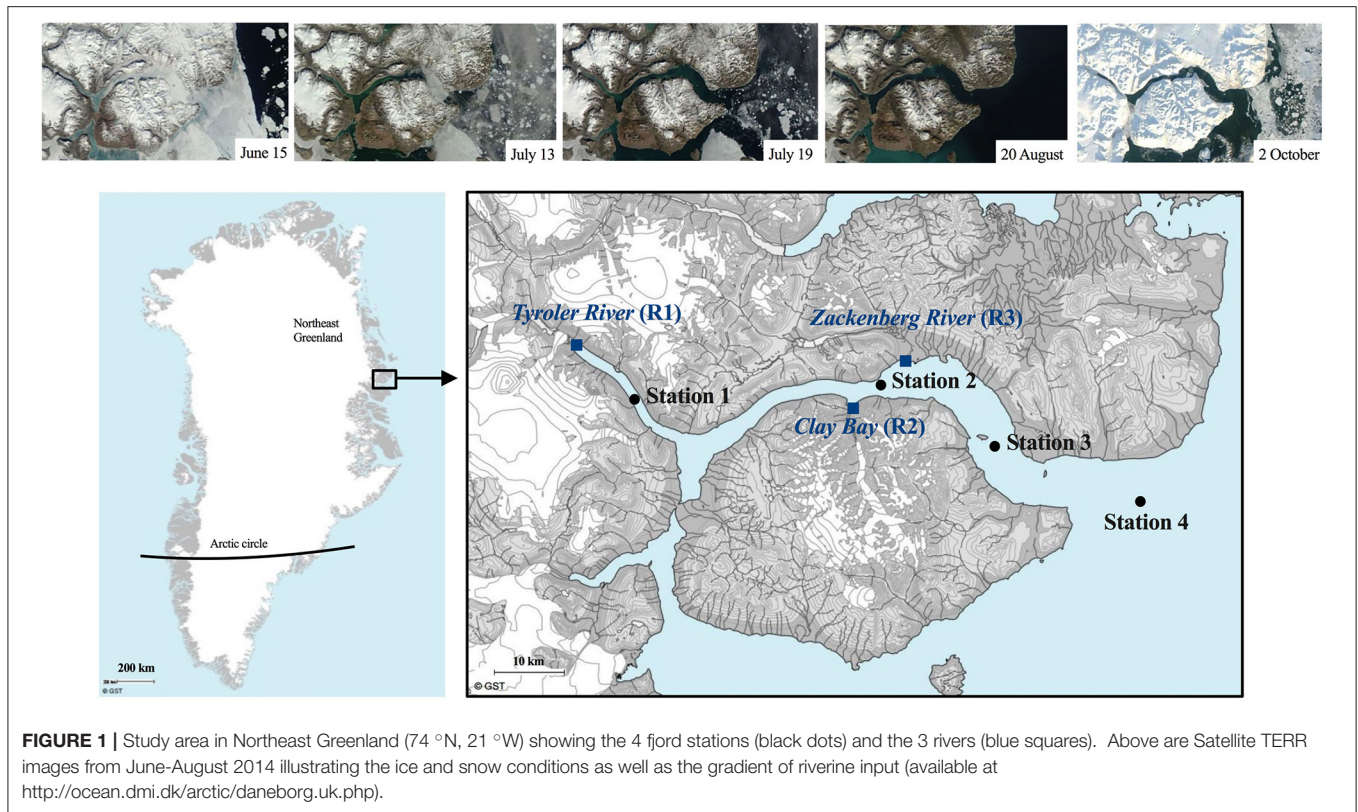 June 15
July 13
July 19
20 August
2 October
Northeast
Greenland
Arctic circle
200 km
© GST
Tyroler River (R1)
Zackenberg River (R3)
Station 1
Station 2
Clay Bay (R2)
Station 3
Station 4
10 km
© GST
FIGURE 1 | Study area in Northeast Greenland (74 °N, 21 °W) showing the 4 fjord stations (black dots) and the 3 rivers (blue squares). Above are Satellite TERR
images from June-August 2014 illustrating the ice and snow conditions as well as the gradient of riverine input (available at
http://ocean.dmi.dk/arctic/daneborg.uk.php).